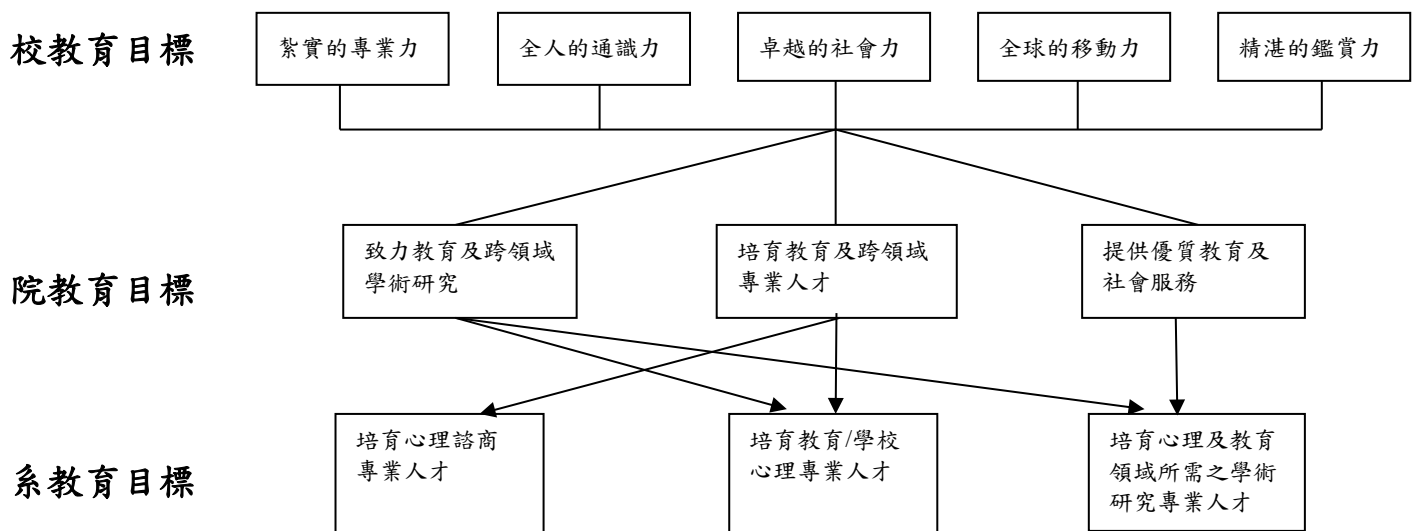 校教育目標
紮實的專業力
全人的通識力
卓越的社會力
全球的移動力
精湛的鑑賞力
院教育目標
致力教育及跨領域
學術研究
培育教育及跨領域
專業人才
提供優質教育及
社會服務
系教育目標
培育心理諮商
專業人才
培育教育/學校
心理專業人才
培育心理及教育
領域所需之學術
研究專業人才